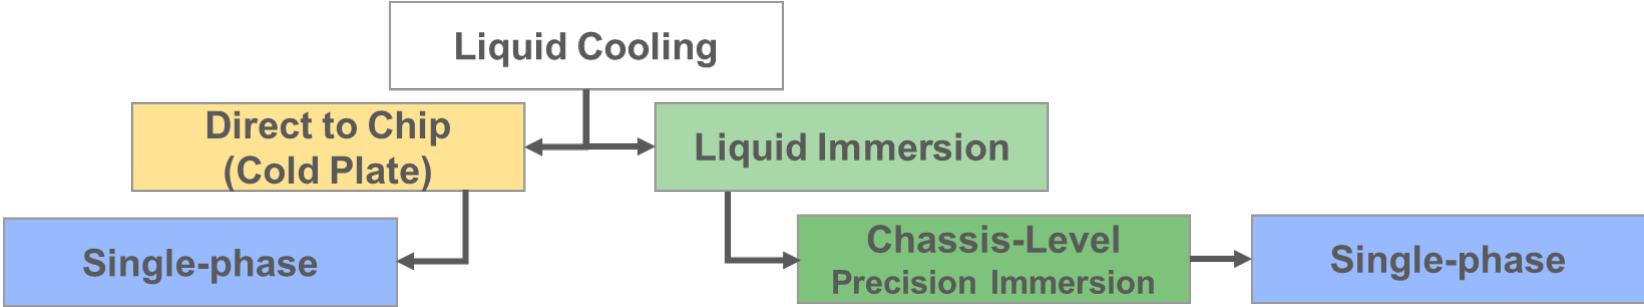 Liquid Cooling
Direct to Chip
(Cold Plate)
Liquid Immersion
Single-phase
Chassis-Level
Precision Immersion
Single-phase